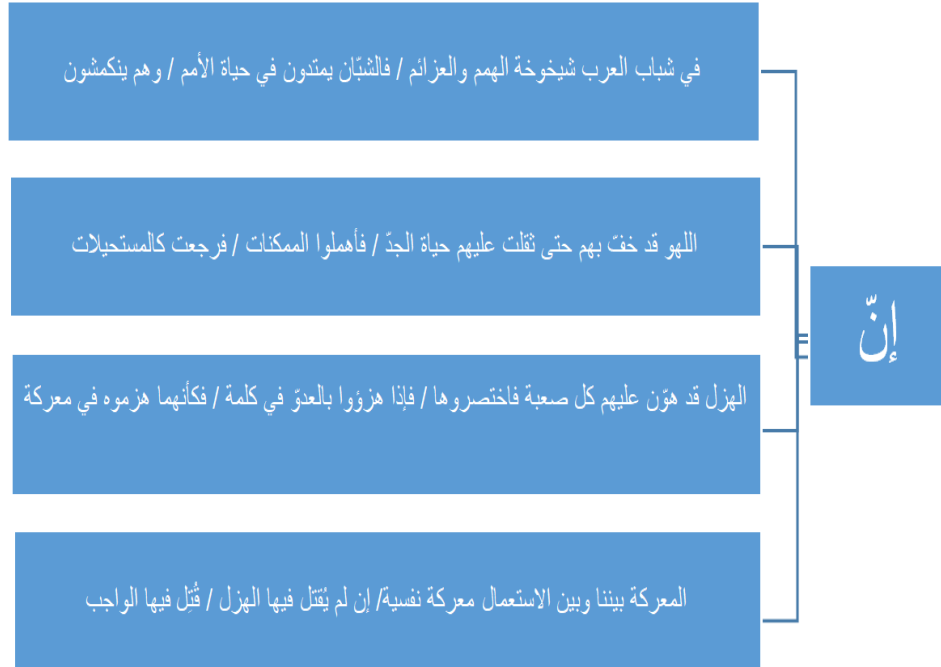 إنّ
في شباب العرب شيخوخة الهمم والعزائم / فالشبّان يمتدون في حياة الأمم / وهم ينكمشون
اللهو قد خفّ بهم حتى ثقلت عليهم حياة الجدّ / فأهملوا الممكنات / فرجعت كالمستحيلات
الهزل قد هوّن عليهم كل صعبة فاختصروها / فإذا هزؤوا بالعدوّ في كلمة / فكأنهما هزموه في معركة
المعركة بيننا وبين الاستعمال معركة نفسية/ إن لم يُقتل فيها الهزل / قُتِل فيها الواجب